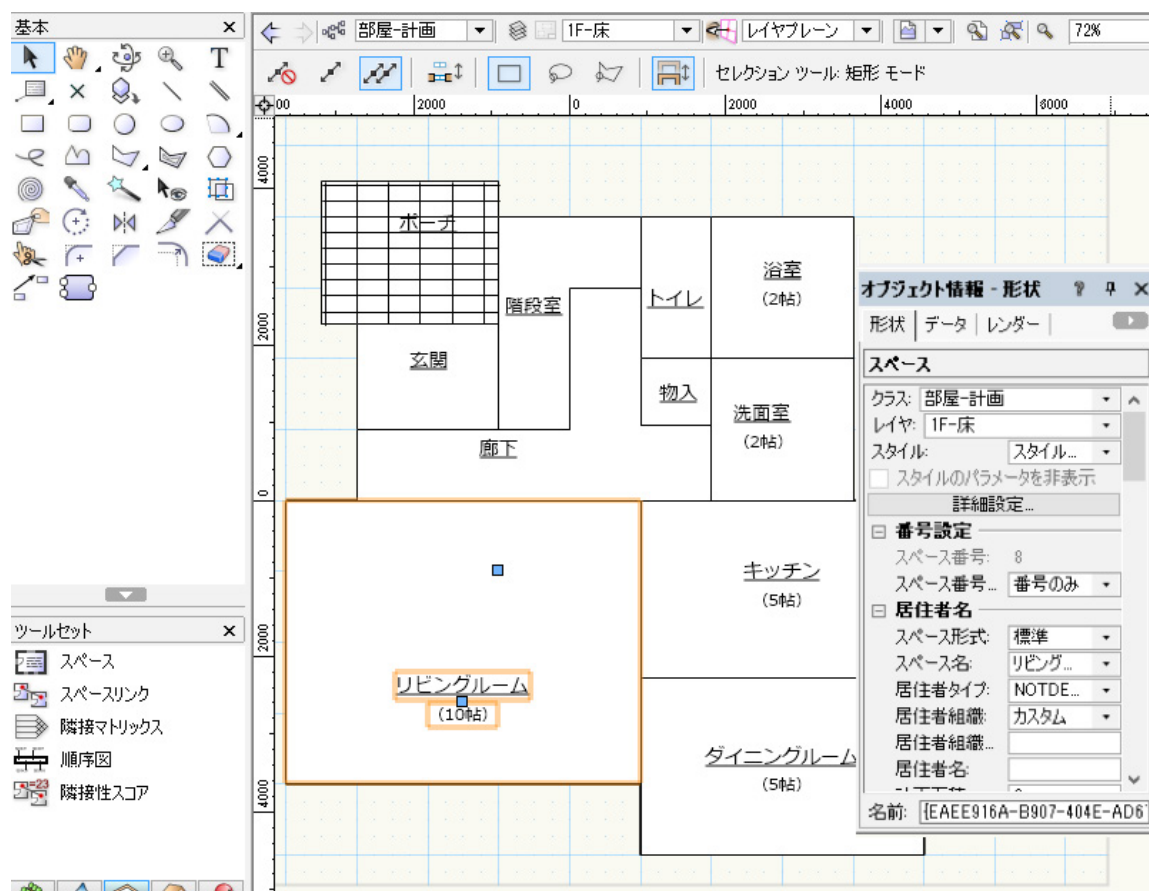 基本
部屋-計画
1F-床
レイヤプレーン
72%
セレクション ツール: 矩形 モード
00
2000
0
2000
4000
6000
4000
2000
0
2000
4000
ポーチ
階段室
トイレ
浴室
(2帖)
玄関
物入
洗面室
(2帖)
廊下
キッチン
(5帖)
リビングルーム
(10帖)
ダイニングルーム
(5帖)
ツールセット
スペース
スペースリンク
隣接マトリックス
順序図
隣接性スコア
オブジェクト情報 - 形状
形状
データ
レンダー
スペース
クラス: 部屋-計画
レイヤ: 1F-床
スタイル: スタイル...
スタイルのパラメータを非表示
詳細設定...
番号設定
スペース番号: 8
スペース番号... 番号のみ
居住者名
スペース形式: 標準
スペース名: リビング...
居住者タイプ: NOTDE...
居住者組織: カスタム
居住者組織...
居住者名:
名前: {EAEE916A-B907-404E-AD6